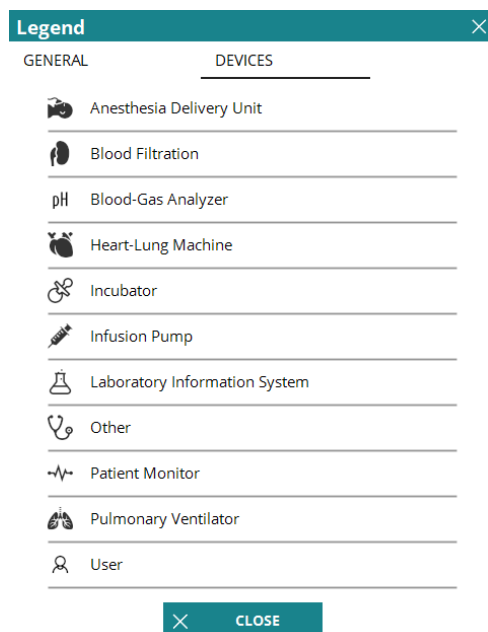 Legend
GENERAL DEVICES
Anesthesia Delivery Unit
Blood Filtration
pH Blood-Gas Analyzer
Heart-Lung Machine
Incubator
Infusion Pump
Laboratory Information System
Other
Patient Monitor
Pulmonary Ventilator
User
CLOSE